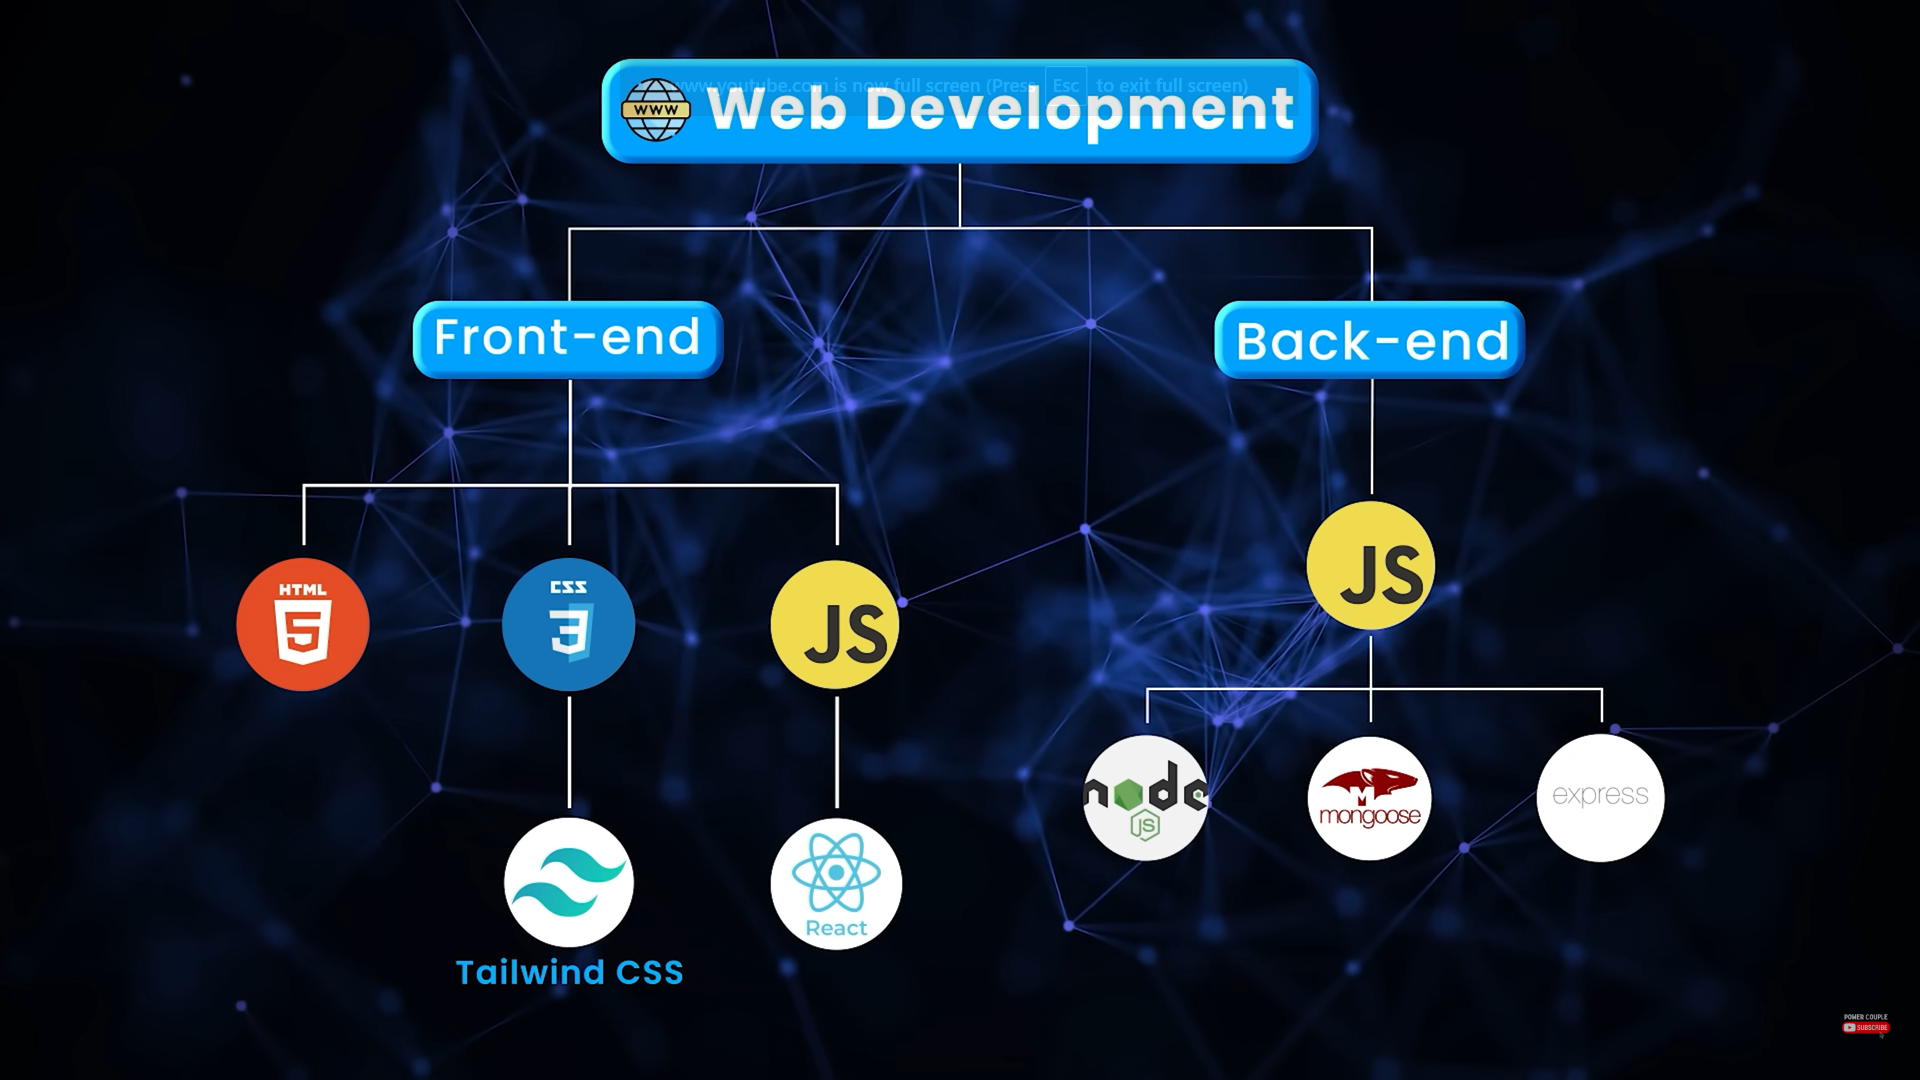 www.youtube.com is now full screen (Press Esc to exit full screen)
WWW Web Development
Front-end
Back-end
HTML
5
CSS
3
JS
JS
node
JS
M
mongoose
express
React
Tailwind CSS
POWER COUPLE
SUBSCRIBE